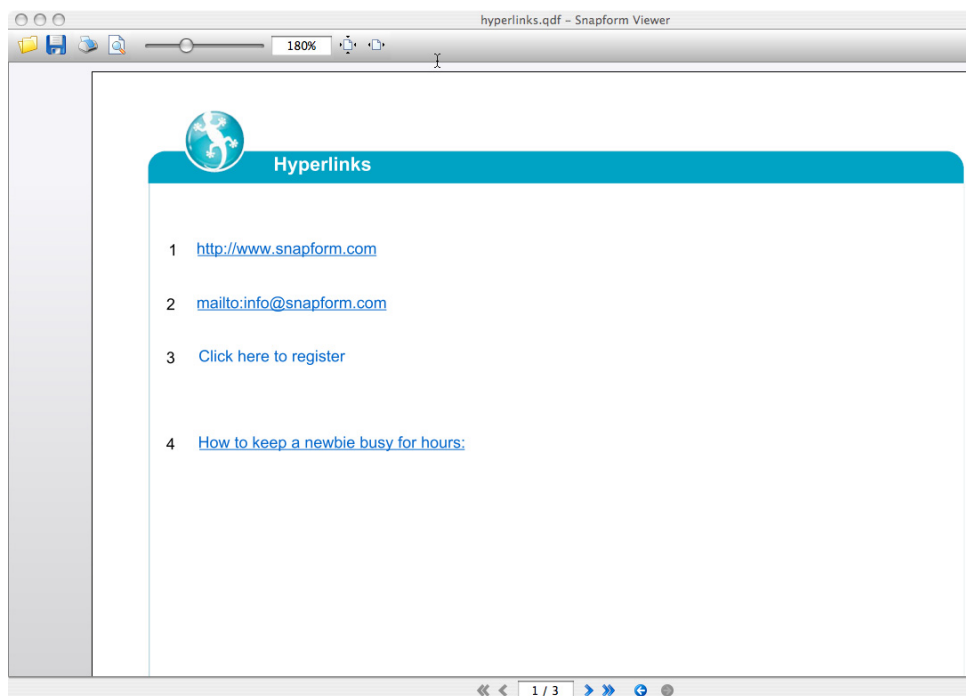 hyperlinks.qdf – Snapform Viewer
180%
Hyperlinks
1 http://www.snapform.com
2 mailto:info@snapform.com
3 Click here to register
4 How to keep a newbie busy for hours:
1 / 3